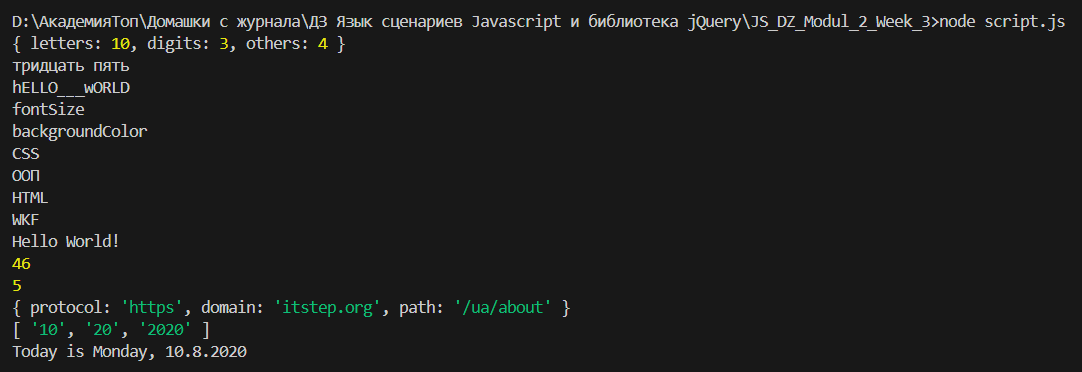 D:\АкадемияТоп\Домашки с журнала\ДЗ Язык сценариев Javascript и библиотека jQuery\JS_DZ_Modul_2_Week_3>node script.js
{ letters: 10, digits: 3, others: 4 }
тридцать пять
hELLO___wORLD
fontSize
backgroundColor
CSS
ООП
HTML
WKF
Hello World!
46
5
{ protocol: 'https', domain: 'itstep.org', path: '/ua/about' }
[ '10', '20', '2020' ]
Today is Monday, 10.8.2020